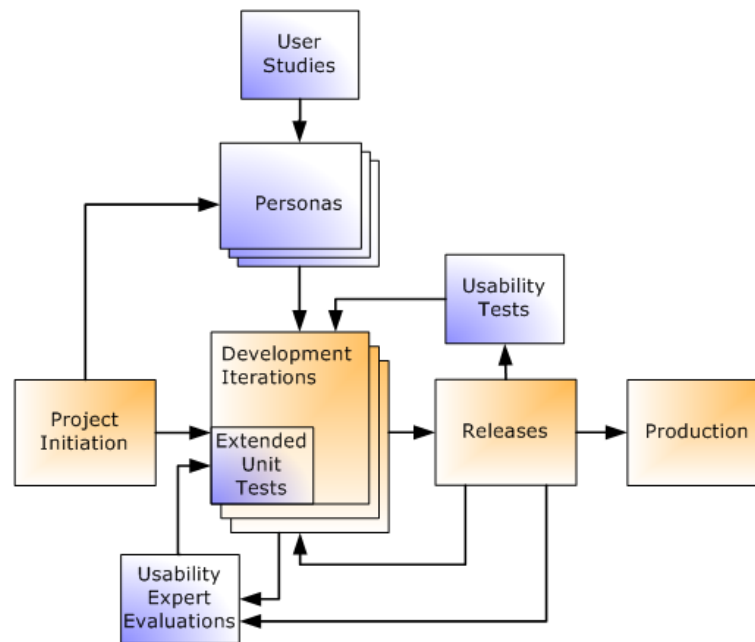 User
Studies
Personas
Usability
Tests
Development
Iterations
Project
Initiation
Extended
Unit
Tests
Releases
Production
Usability
Expert
Evaluations